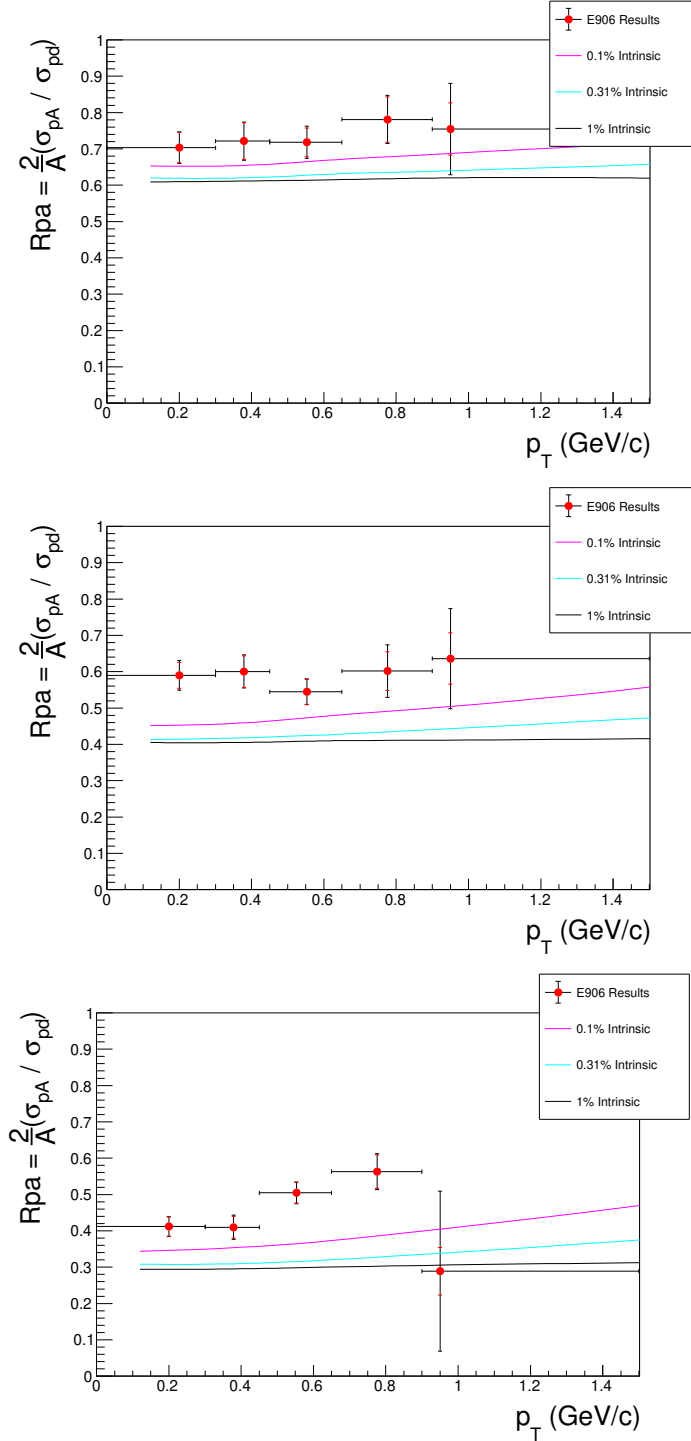 E906 Results
0.1% Intrinsic
0.31% Intrinsic
1% Intrinsic
Rpa = 2/A (σpA / σpd)
1
0.9
0.8
0.7
0.6
0.5
0.4
0.3
0.2
0.1
0
0 0.2 0.4 0.6 0.8 1 1.2 1.4
pT (GeV/c)
E906 Results
0.1% Intrinsic
0.31% Intrinsic
1% Intrinsic
Rpa = 2/A (σpA / σpd)
1
0.9
0.8
0.7
0.6
0.5
0.4
0.3
0.2
0.1
0
0 0.2 0.4 0.6 0.8 1 1.2 1.4
pT (GeV/c)
E906 Results
0.1% Intrinsic
0.31% Intrinsic
1% Intrinsic
Rpa = 2/A (σpA / σpd)
1
0.9
0.8
0.7
0.6
0.5
0.4
0.3
0.2
0.1
0
0 0.2 0.4 0.6 0.8 1 1.2 1.4
pT (GeV/c)